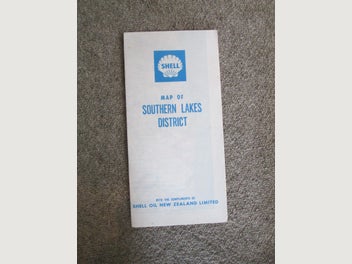 SHELL
MAP OF
SOUTHERN LAKES
DISTRICT
WITH THE COMPLIMENTS OF
SHELL OIL NEW ZEALAND LIMITED